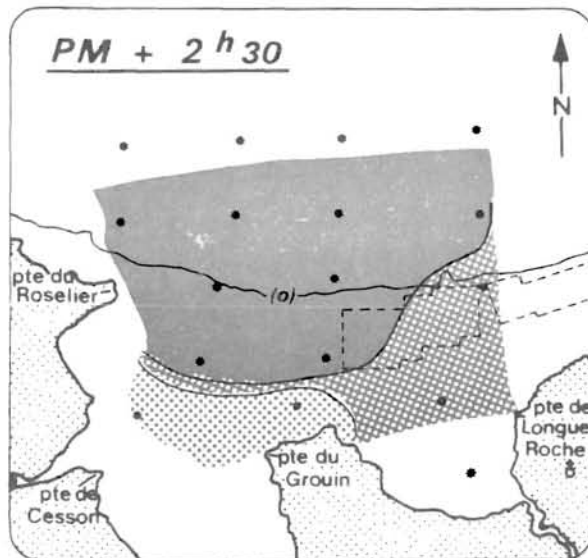 PM + 2 h 30
N
pte du
Roselier
(o)
pte de
Longue
Roche
pte du
Grouin
pte de
Cesson